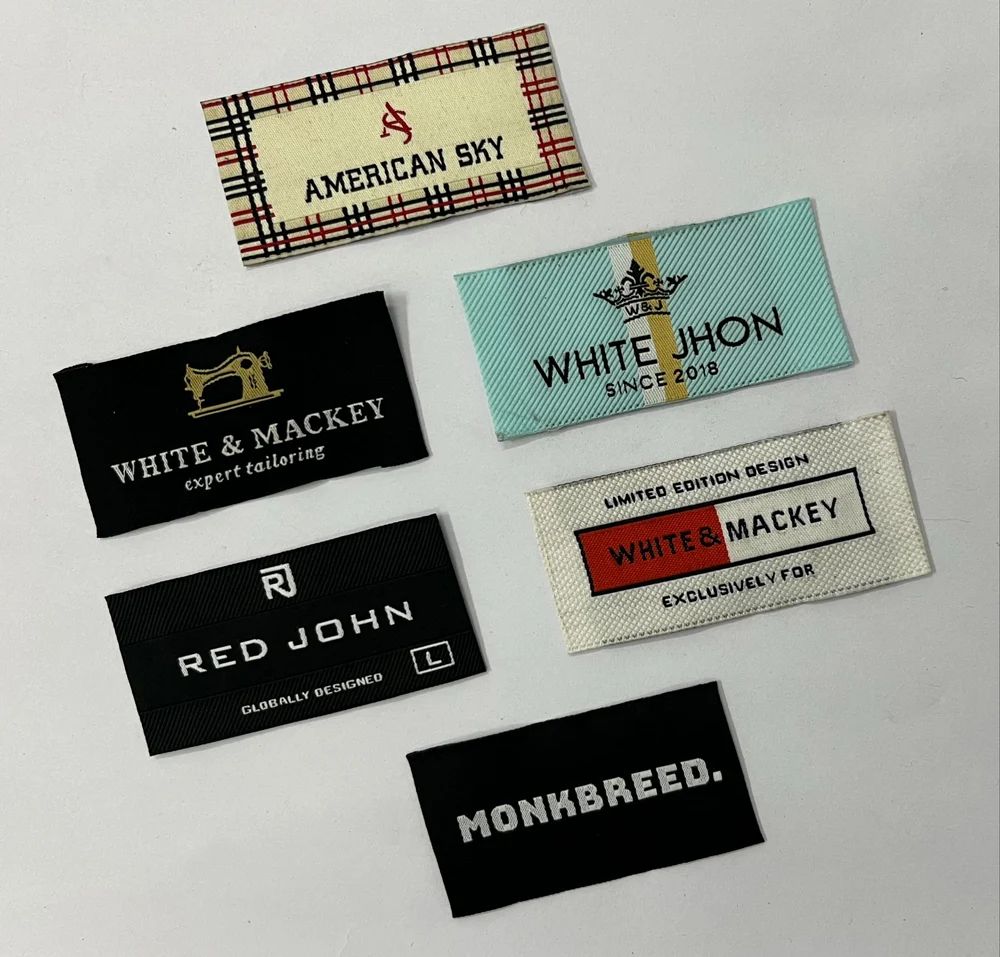 AS
AMERICAN SKY
W&J
WHITE JHON
SINCE 2018
WHITE & MACKEY
expert tailoring
LIMITED EDITION DESIGN
WHITE & MACKEY
EXCLUSIVELY FOR
RJ
RED JOHN
L
GLOBALLY DESIGNED
MONKBREED.